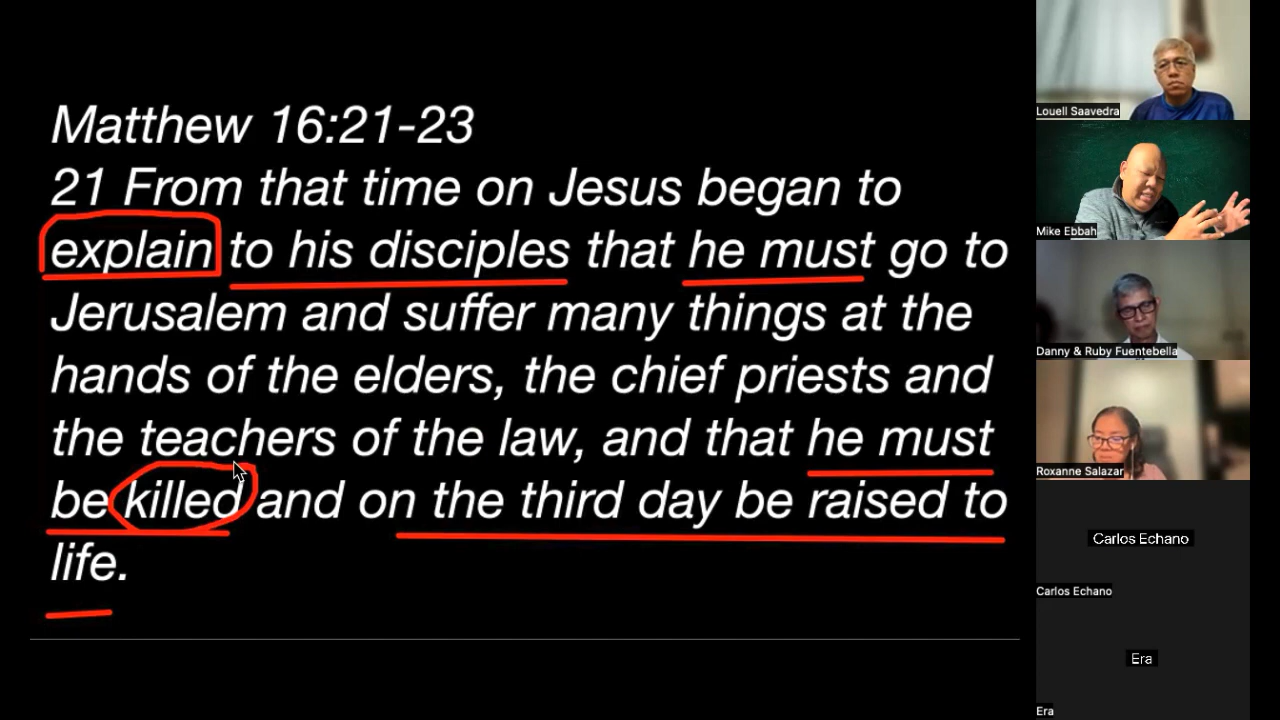 Matthew 16:21-23
21 From that time on Jesus began to
explain to his disciples that he must go to
Jerusalem and suffer many things at the
hands of the elders, the chief priests and
the teachers of the law, and that he must
be killed and on the third day be raised to
life.
Louell Saavedra
Mike Ebbah
Danny & Ruby Fuentebella
Roxanne Salazar
Carlos Echano
Carlos Echano
Era
Era